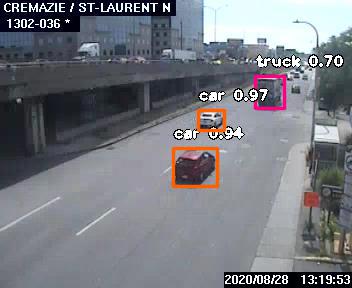 CREMAZIE / ST-LAURENT N
1302-036 *
truck 0.70
car 0.97
car 0.94
2020/08/28 13:19:53